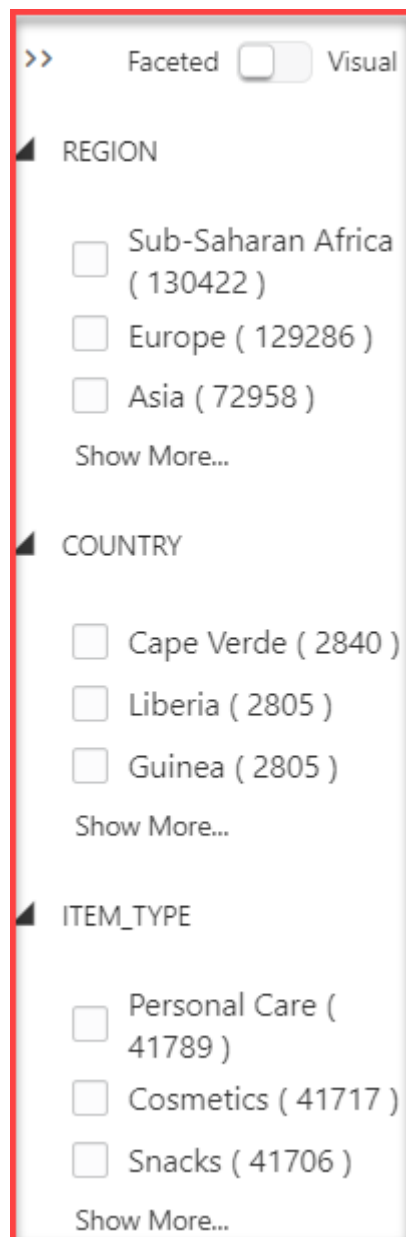 >> Faceted Visual
REGION
Sub-Saharan Africa
( 130422 )
Europe ( 129286 )
Asia ( 72958 )
Show More...
COUNTRY
Cape Verde ( 2840 )
Liberia ( 2805 )
Guinea ( 2805 )
Show More...
ITEM_TYPE
Personal Care (
41789 )
Cosmetics ( 41717 )
Snacks ( 41706 )
Show More...